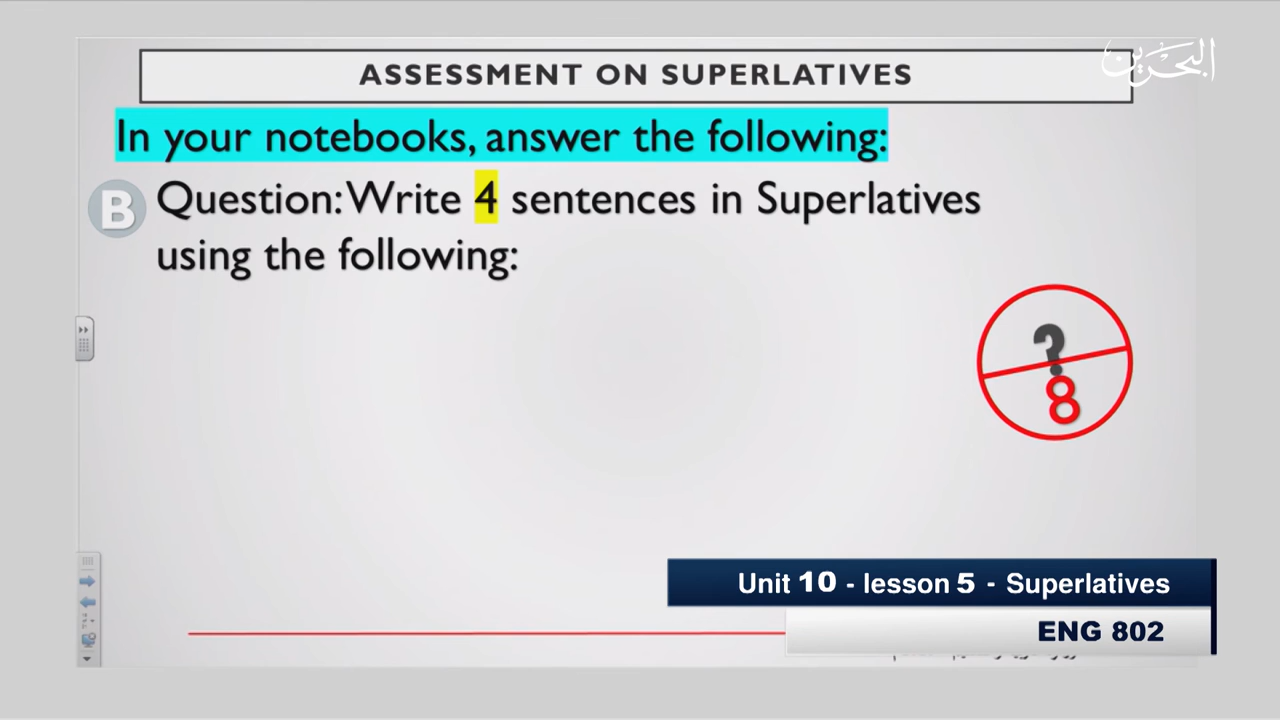 البحرين
ASSESSMENT ON SUPERLATIVES
In your notebooks, answer the following:
B Question: Write 4 sentences in Superlatives
using the following:
?
8
Unit 10 - lesson 5 - Superlatives
ENG 802